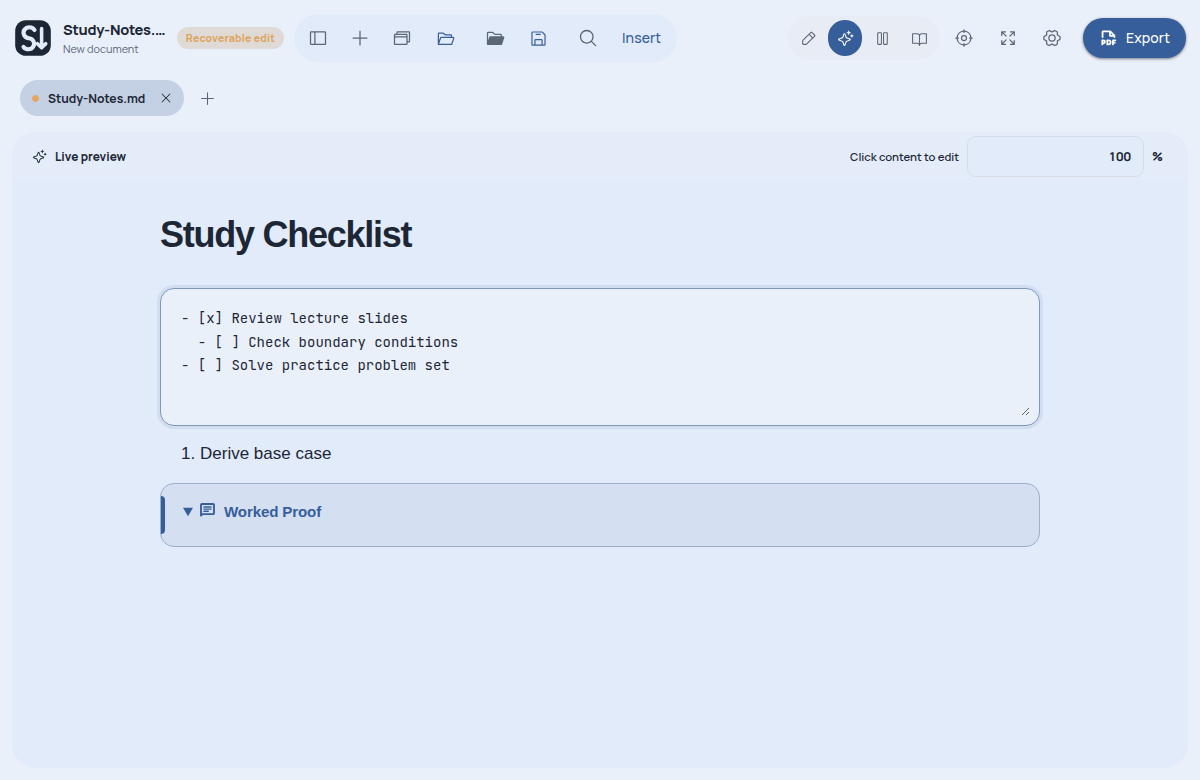 Study-Notes....
New document
Recoverable edit
Insert
PDF
Export
Study-Notes.md
Live preview
Click content to edit
100
%
Study Checklist
- [x] Review lecture slides
  - [ ] Check boundary conditions
- [ ] Solve practice problem set
1. Derive base case
Worked Proof